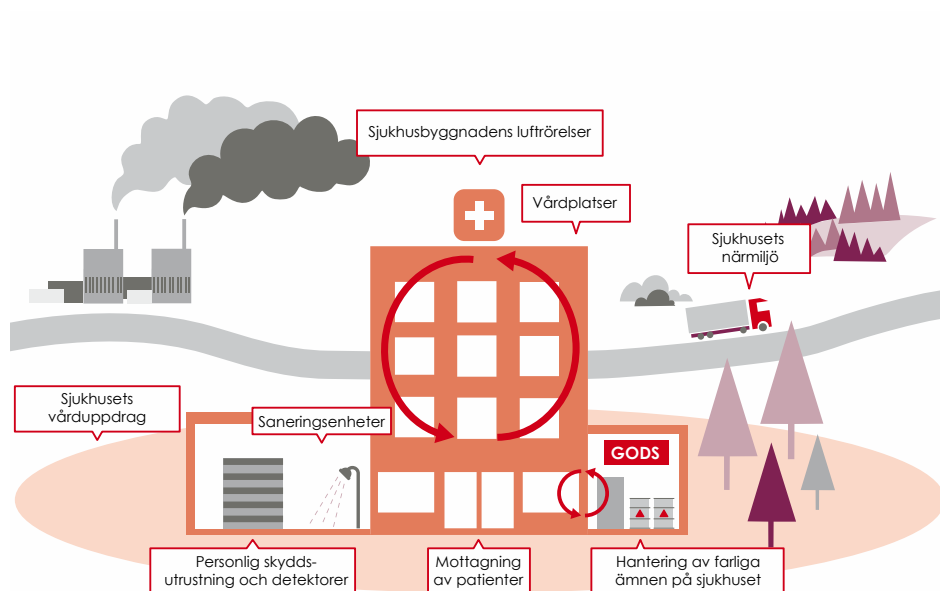 Sjukhusbyggnadens luftrörelser
Vårdplatser
Sjukhusets
närmiljö
Sjukhusets
vårduppdrag
Saneringsenheter
GODS
Personlig skydds-
utrustning och detektorer
Mottagning
av patienter
Hantering av farliga
ämnen på sjukhuset